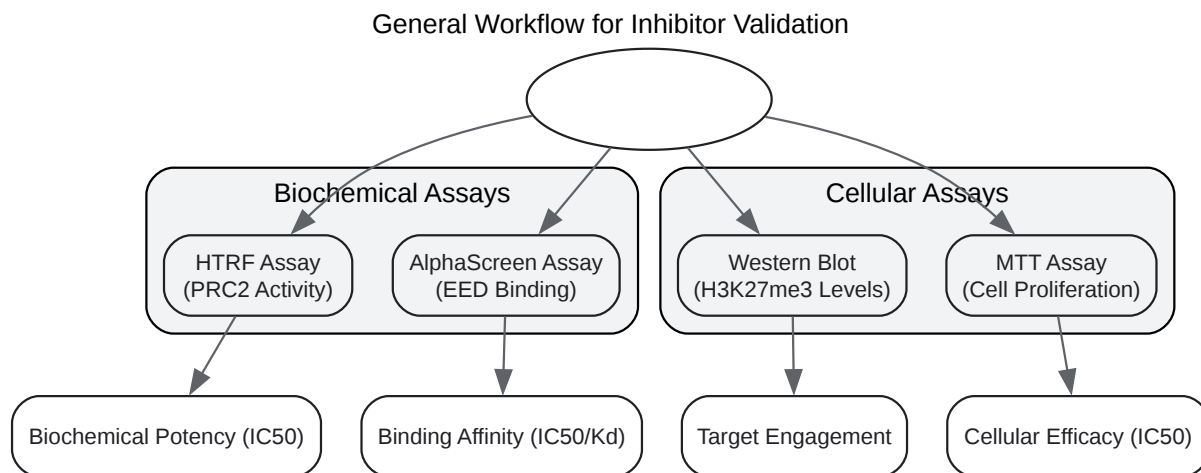 General Workflow for Inhibitor Validation
Biochemical Assays
Cellular Assays
HTRF Assay
(PRC2 Activity)
AlphaScreen Assay
(EED Binding)
Western Blot
(H3K27me3 Levels)
MTT Assay
(Cell Proliferation)
Biochemical Potency (IC50)
Binding Affinity (IC50/Kd)
Target Engagement
Cellular Efficacy (IC50)